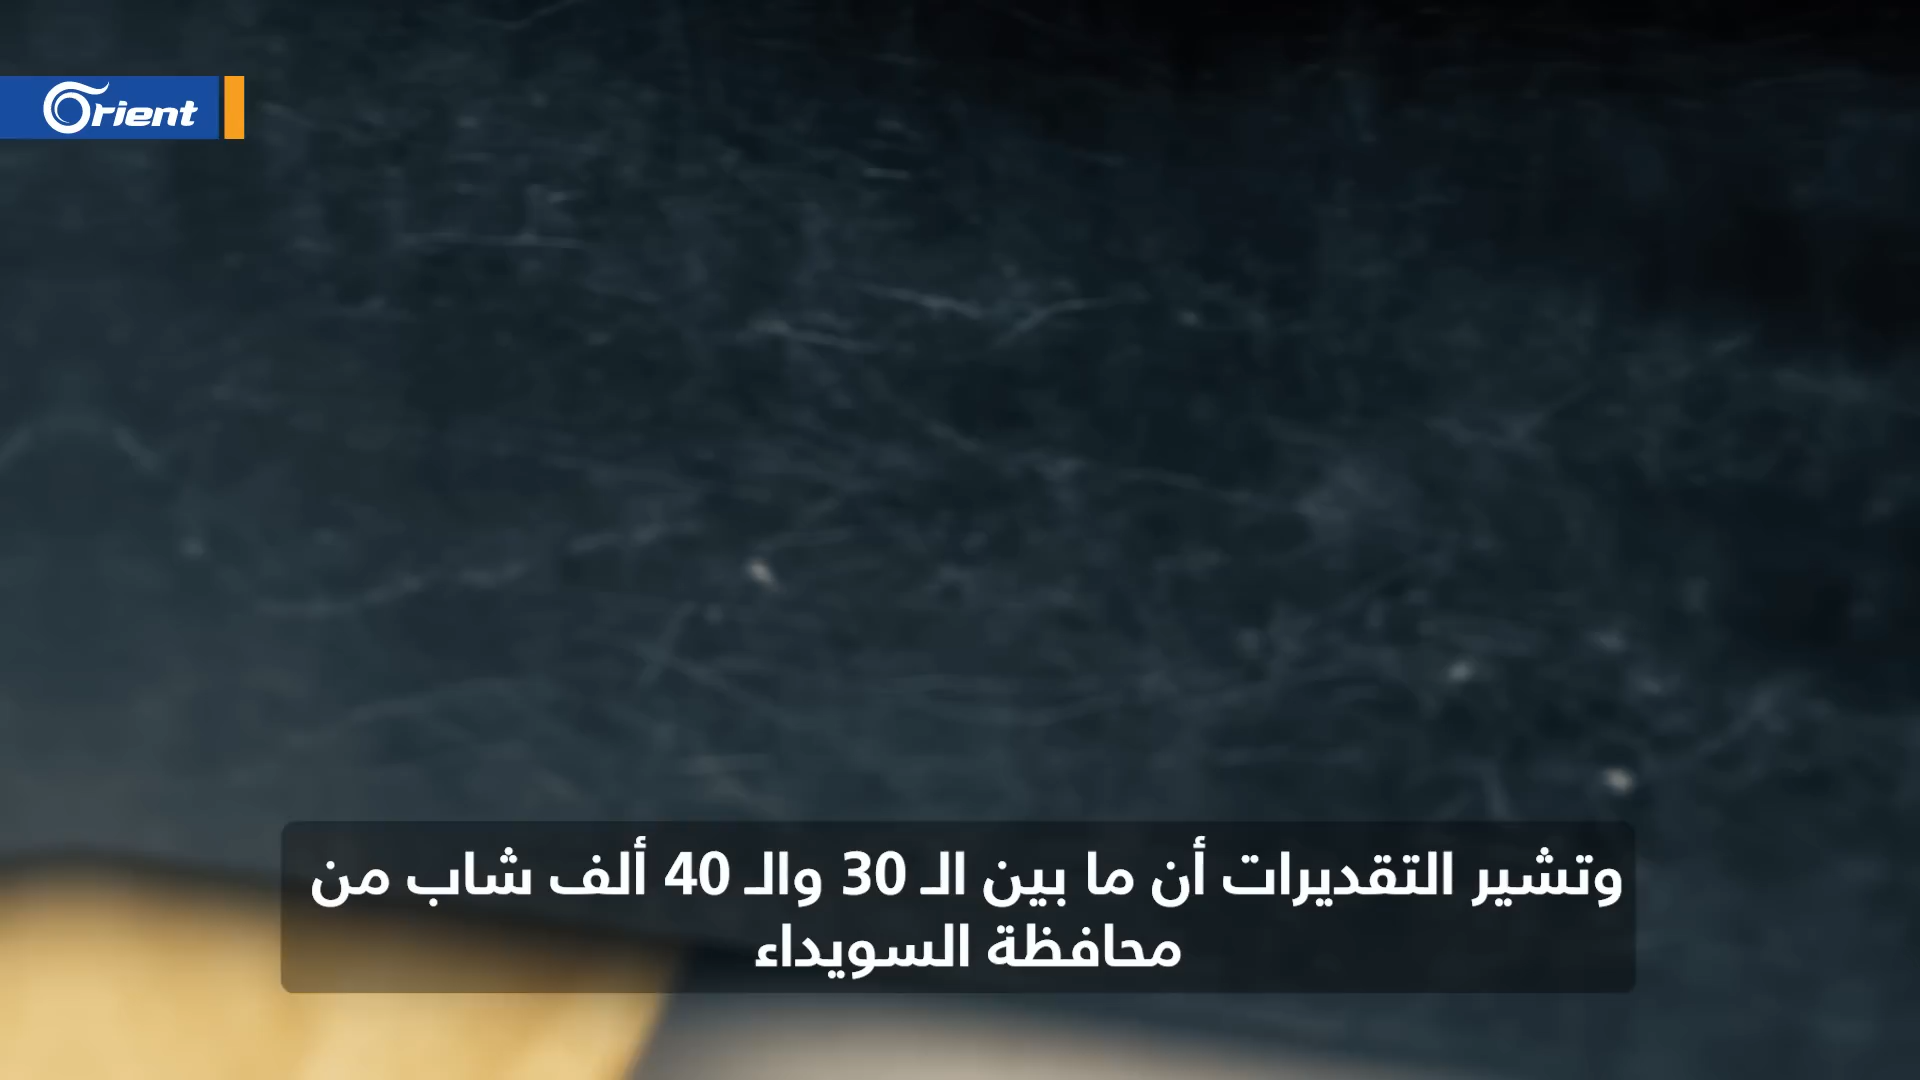 Orient
وتشير التقديرات أن ما بين الـ 30 والـ 40 ألف شاب من
محافظة السويداء